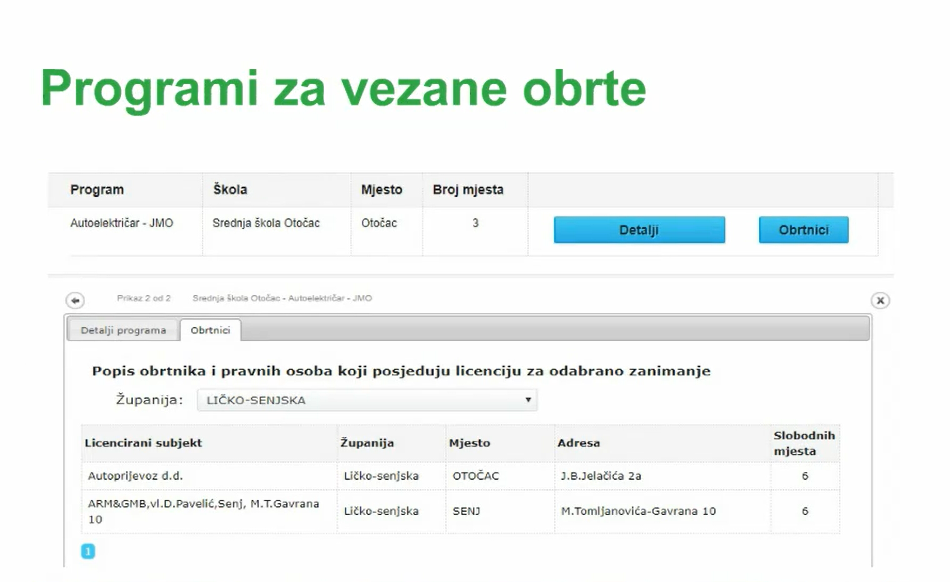 Programi za vezane obrte
Program Škola Mjesto Broj mjesta
Autoelektričar - JMO Srednja škola Otočac Otočac 3 Detalji Obrtnici
Prikaz 2 od 2 Srednja škola Otočac - Autoelektričar - JMO
Detalji programa Obrtnici
Popis obrtnika i pravnih osoba koji posjeduju licenciju za odabrano zanimanje
Županija: LIČKO-SENJSKA
Licencirani subjekt Županija Mjesto Adresa Slobodnih
mjesta
Autoprijevoz d.d. Ličko-senjska OTOČAC J.B.Jelačića 2a 6
ARM&GMB,vl.D.Pavelić,Senj, M.T.Gavrana
10 Ličko-senjska SENJ M.Tomljanovića-Gavrana 10 6
1